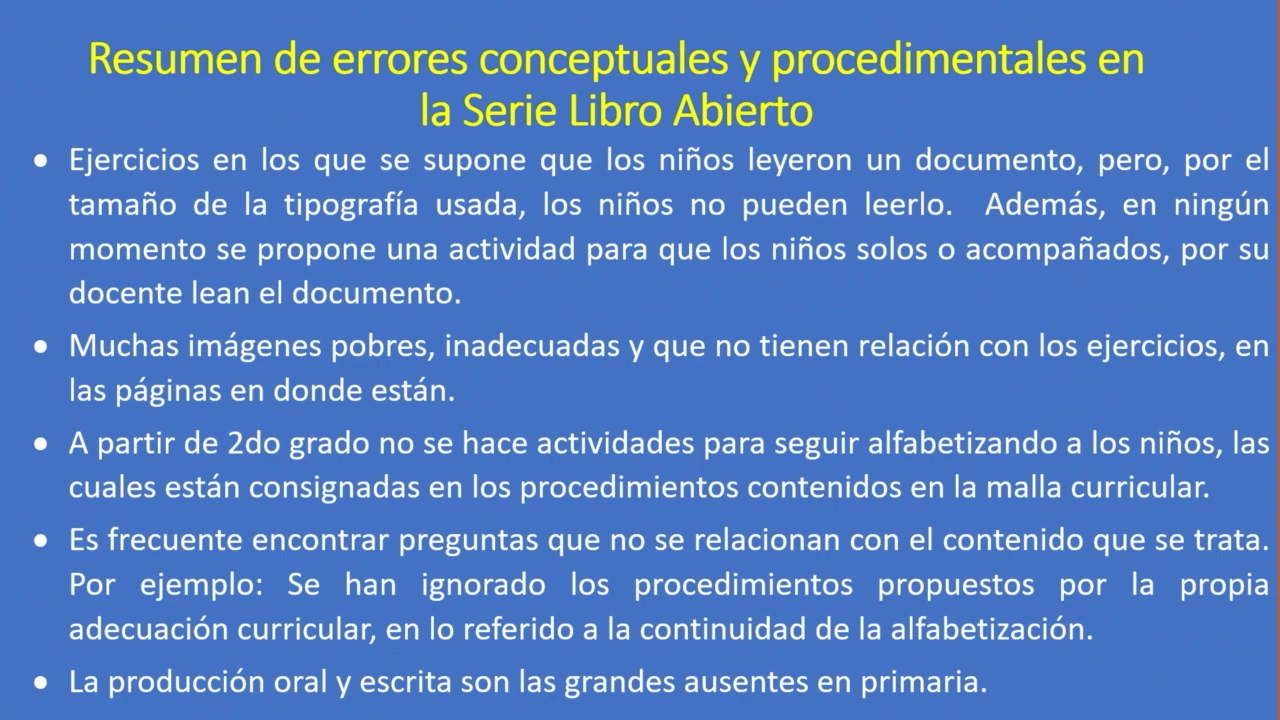 Resumen de errores conceptuales y procedimentales en
la Serie Libro Abierto
• Ejercicios en los que se supone que los niños leyeron un documento, pero, por el
tamaño de la tipografía usada, los niños no pueden leerlo. Además, en ningún
momento se propone una actividad para que los niños solos o acompañados, por su
docente lean el documento.
• Muchas imágenes pobres, inadecuadas y que no tienen relación con los ejercicios, en
las páginas en donde están.
• A partir de 2do grado no se hace actividades para seguir alfabetizando a los niños, las
cuales están consignadas en los procedimientos contenidos en la malla curricular.
• Es frecuente encontrar preguntas que no se relacionan con el contenido que se trata.
Por ejemplo: Se han ignorado los procedimientos propuestos por la propia
adecuación curricular, en lo referido a la continuidad de la alfabetización.
• La producción oral y escrita son las grandes ausentes en primaria.